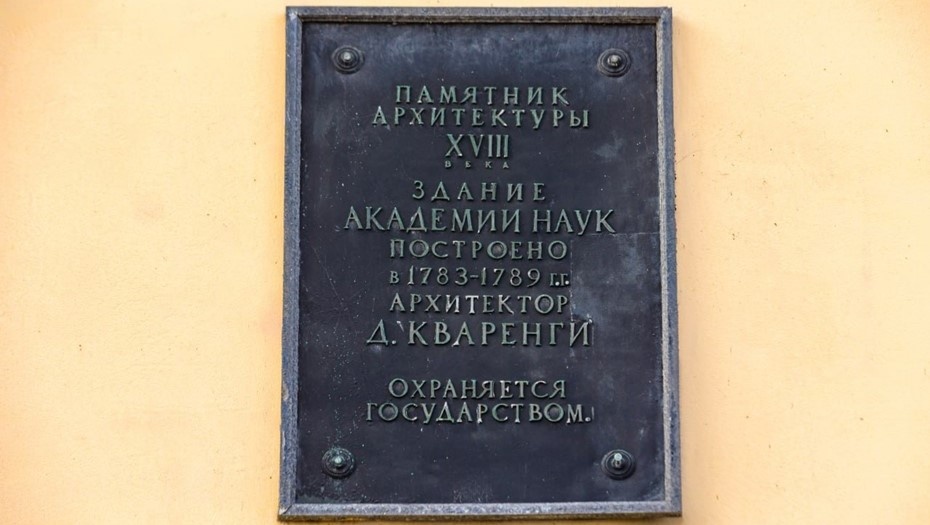 ПАМЯТНИК
АРХИТЕКТУРЫ
XVIII
ВЕКА
ЗДАНИЕ
АКАДЕМИИ НАУК
ПОСТРОЕНО
в 1783-1789 г.г.
АРХИТЕКТОР
Д. КВАРЕНГИ
ОХРАНЯЕТСЯ
ГОСУДАРСТВОМ.